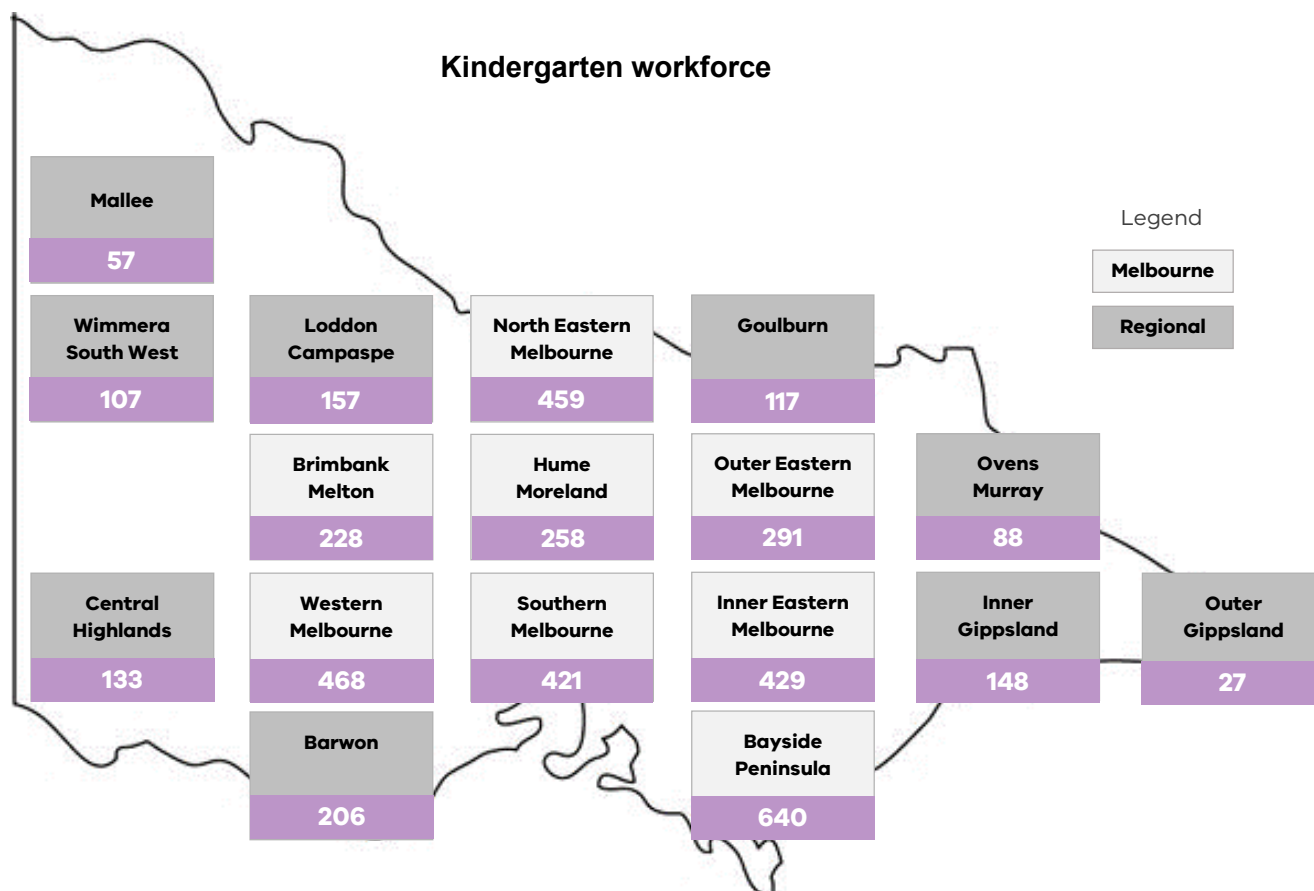 Kindergarten workforce
Legend
Melbourne
Regional
Mallee
57
Wimmera
South West
107
Loddon
Campaspe
157
North Eastern
Melbourne
459
Goulburn
117
Brimbank
Melton
228
Hume
Moreland
258
Outer Eastern
Melbourne
291
Ovens
Murray
88
Central
Highlands
133
Western
Melbourne
468
Southern
Melbourne
421
Inner Eastern
Melbourne
429
Inner
Gippsland
148
Outer
Gippsland
27
Barwon
206
Bayside
Peninsula
640